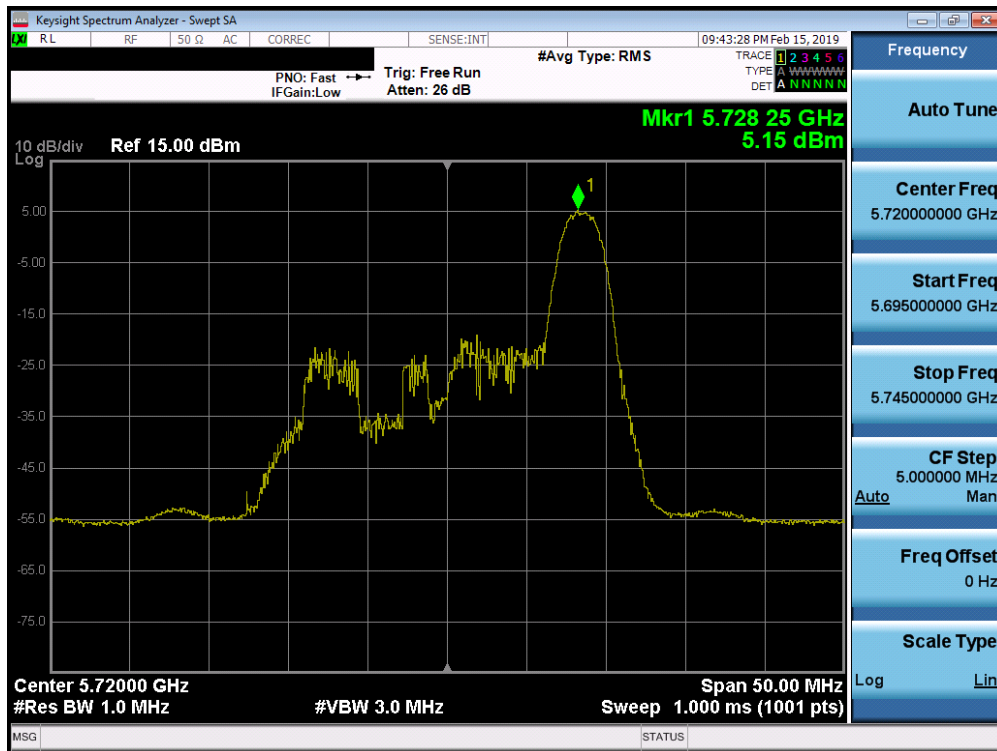 Keysight Spectrum Analyzer - Swept SA
LXI RL RF 50 Ω AC CORREC SENSE:INT 09:43:28 PM Feb 15, 2019
#Avg Type: RMS TRACE 1 2 3 4 5 6
PNO: Fast Trig: Free Run TYPE A WWWWW
IFGain:Low Atten: 26 dB DET A N N N N N
Mkr1 5.728 25 GHz
5.15 dBm
10 dB/div Ref 15.00 dBm
Log
1
5.00
-5.00
-15.0
-25.0
-35.0
-45.0
-55.0
-65.0
-75.0
Center 5.72000 GHz Span 50.00 MHz
#Res BW 1.0 MHz #VBW 3.0 MHz Sweep 1.000 ms (1001 pts)
MSG STATUS
Frequency
Auto Tune
Center Freq
5.720000000 GHz
Start Freq
5.695000000 GHz
Stop Freq
5.745000000 GHz
CF Step
5.000000 MHz
Auto Man
Freq Offset
0 Hz
Scale Type
Log Lin